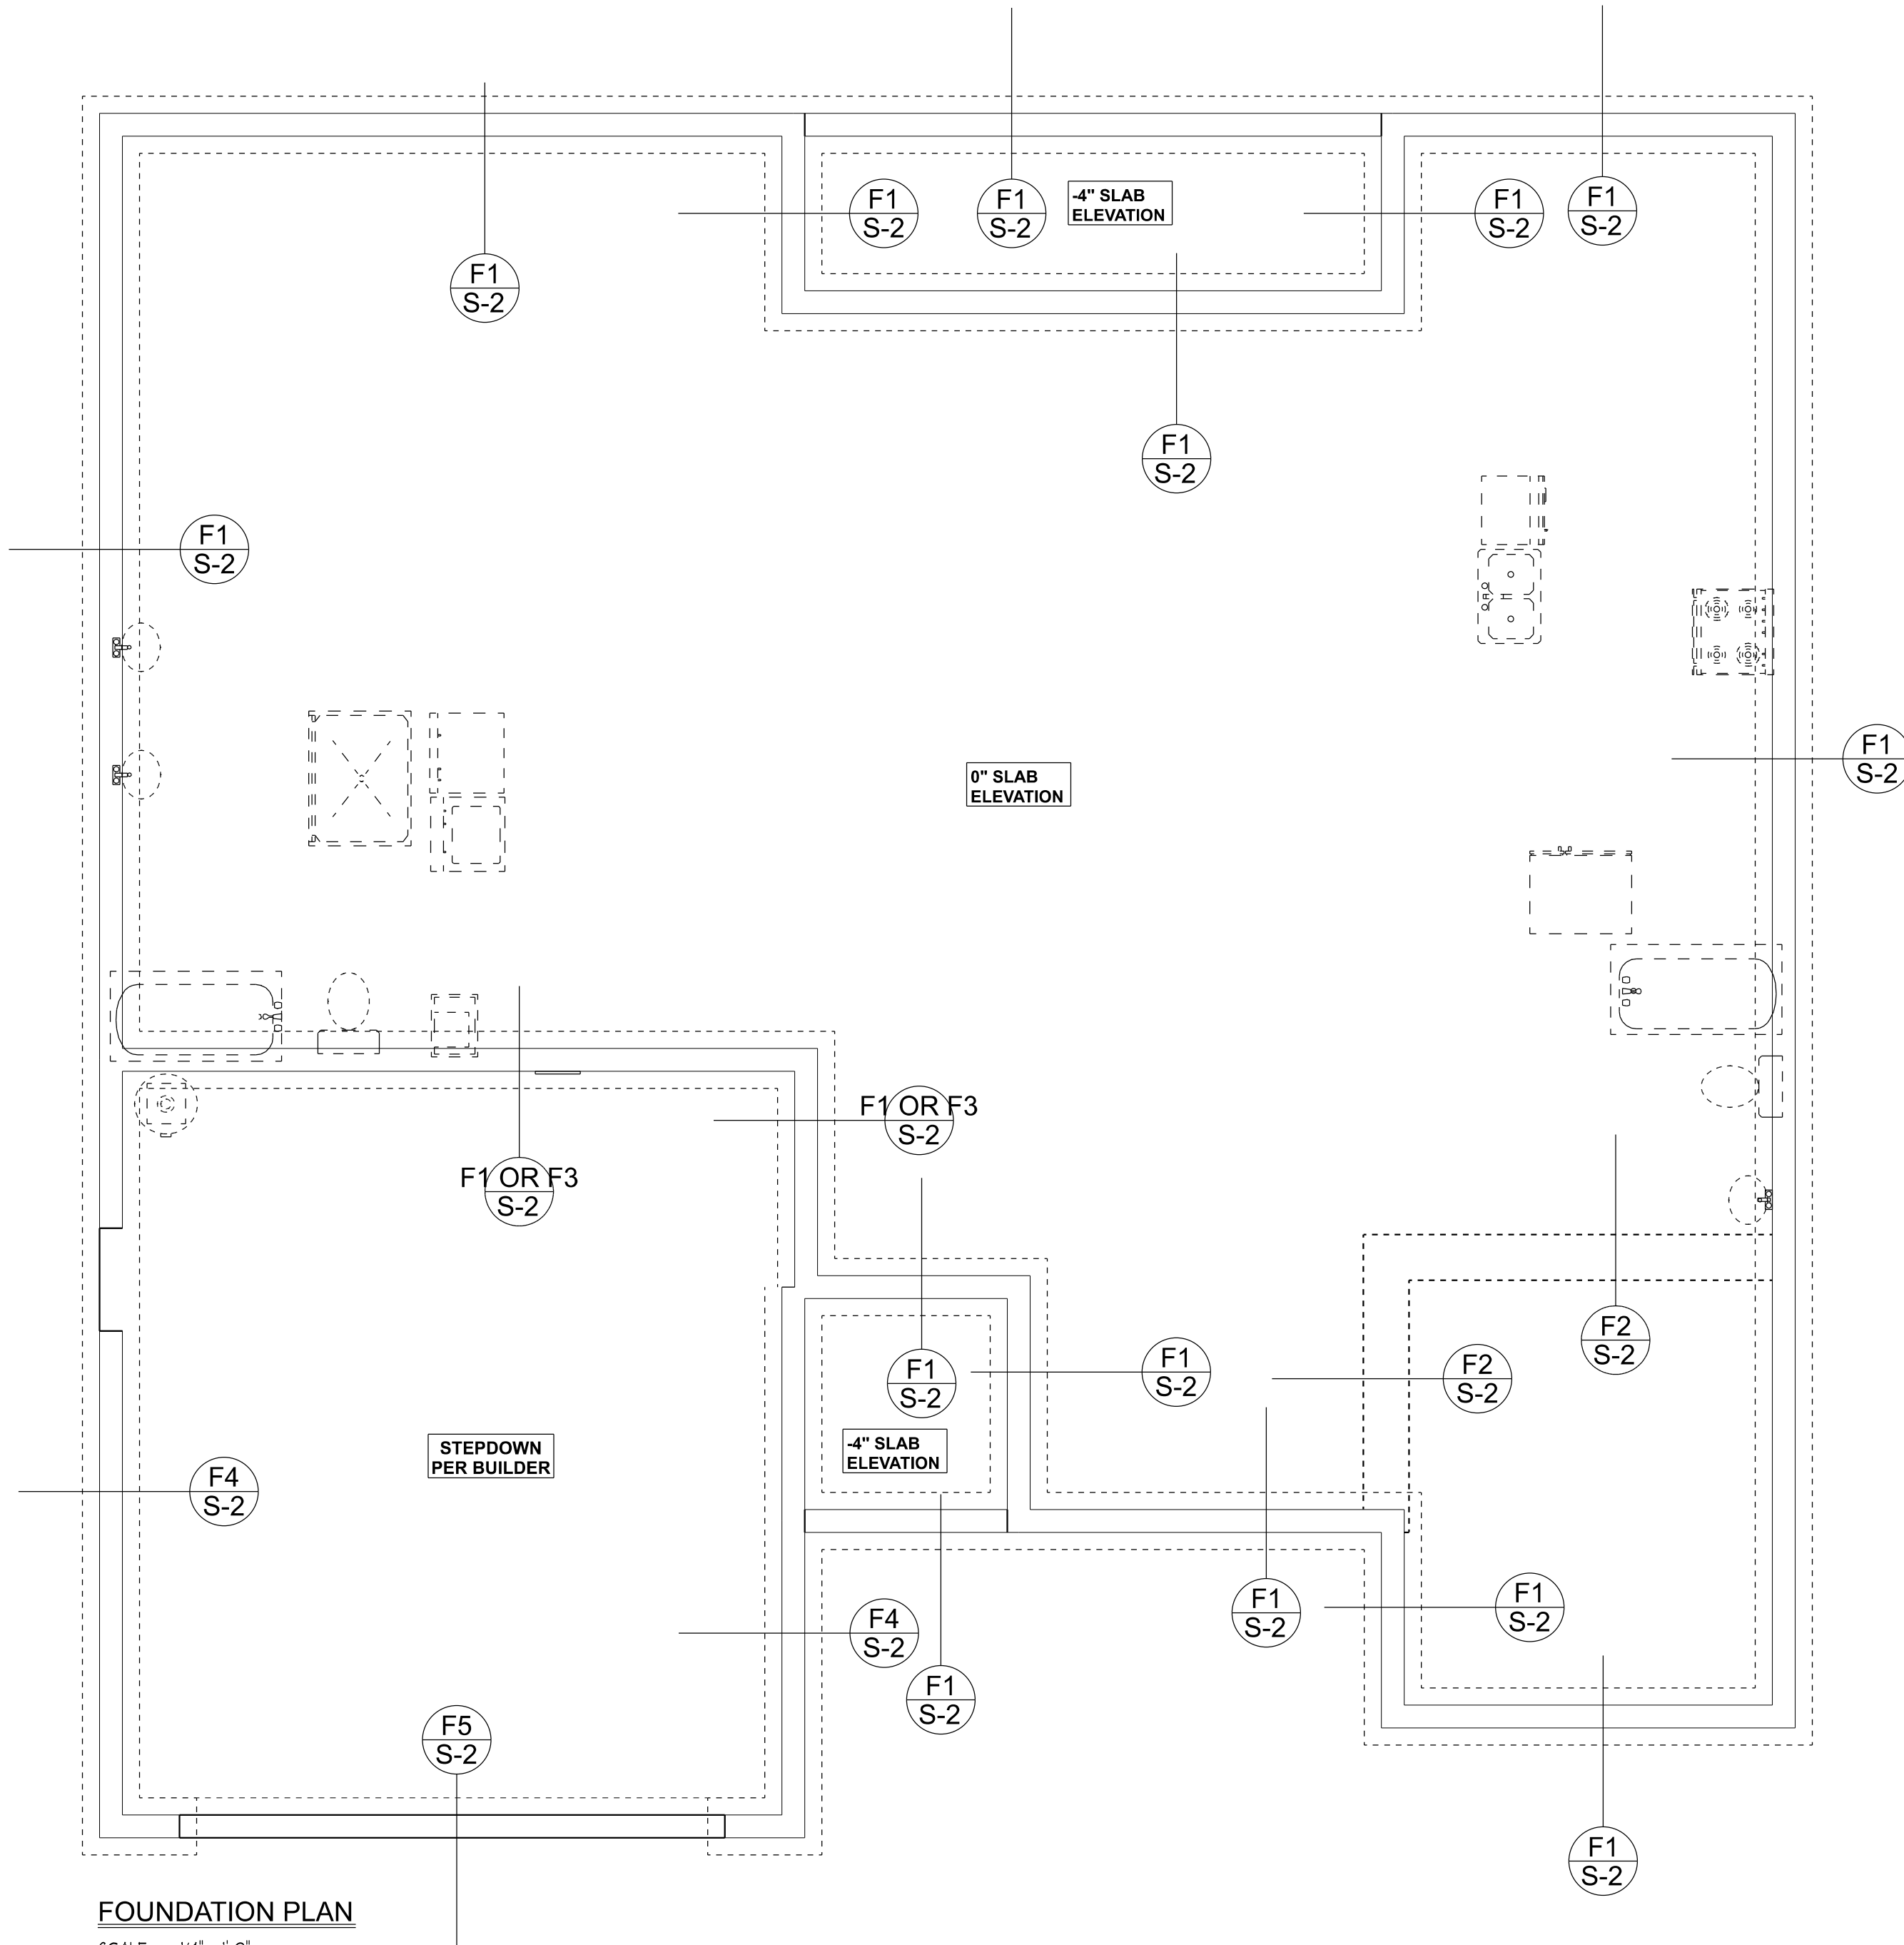 F1
S-2
F1
S-2
-4" SLAB
ELEVATION
F1
S-2
F1
S-2
F1
S-2
F1
S-2
F1
S-2
F1
S-2
0" SLAB
ELEVATION
F1 OR F3
S-2
F1 OR F3
S-2
F2
S-2
F1
S-2
F1
S-2
F2
S-2
-4" SLAB
ELEVATION
STEPDOWN
PER BUILDER
F4
S-2
F1
S-2
F1
S-2
F4
S-2
F1
S-2
F5
S-2
F1
S-2
FOUNDATION PLAN